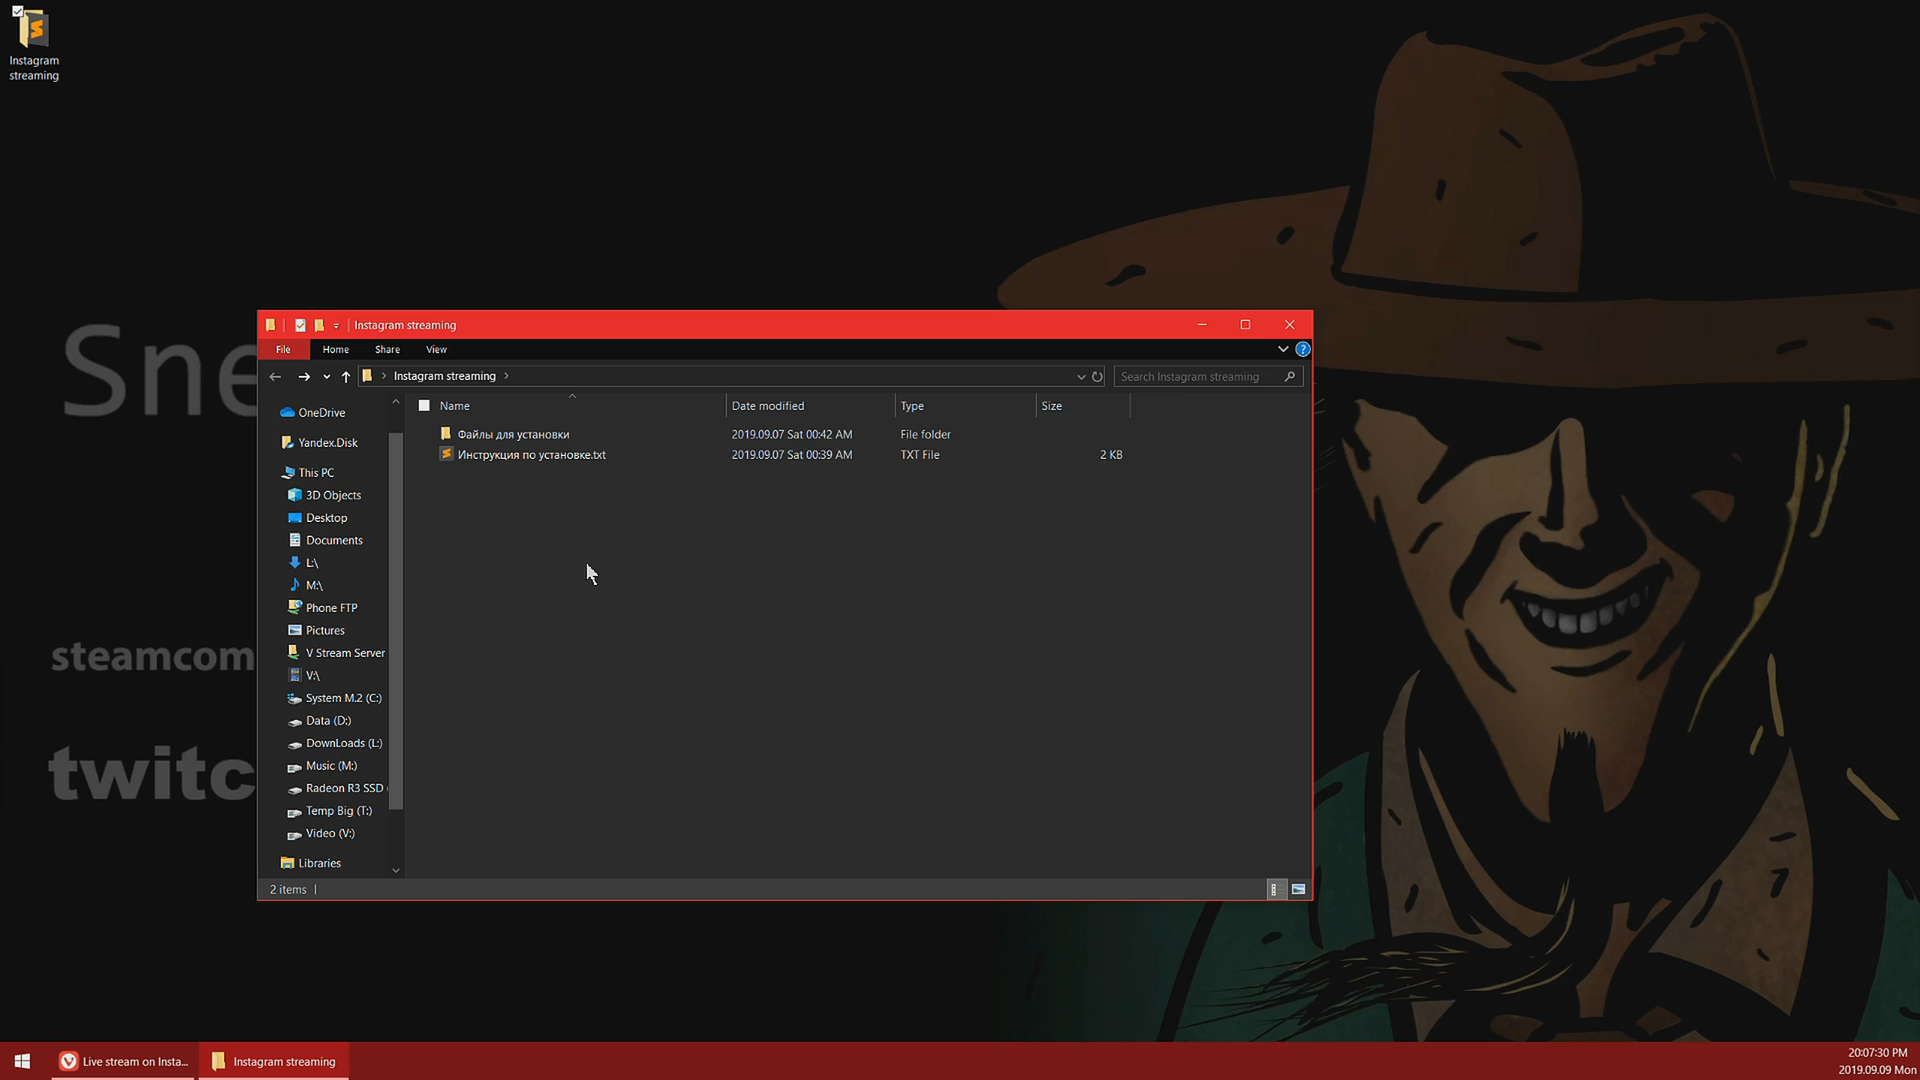 Instagram
streaming
Sne
steamcom
twitc
Instagram streaming
File Home Share View
?
Instagram streaming
Search Instagram streaming
Name Date modified Type Size
Файлы для установки 2019.09.07 Sat 00:42 AM File folder
Инструкция по установке.txt 2019.09.07 Sat 00:39 AM TXT File 2 KB
OneDrive
Yandex.Disk
This PC
3D Objects
Desktop
Documents
L:\
M:\
Phone FTP
Pictures
V Stream Server
V:\
System M.2 (C:)
Data (D:)
DownLoads (L:)
Music (M:)
Radeon R3 SSD
Temp Big (T:)
Video (V:)
Libraries
2 items
Live stream on Insta...
Instagram streaming
20:07:30 PM
2019.09.09 Mon